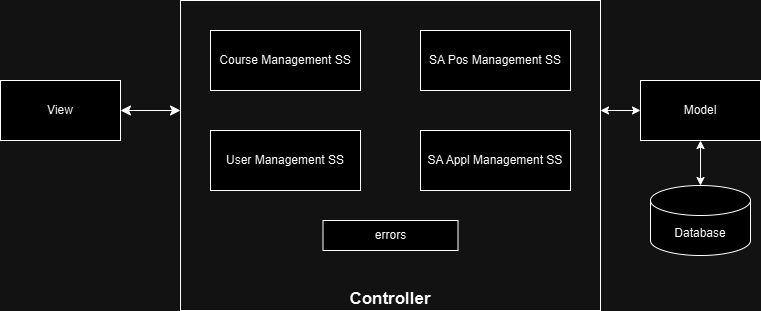 Course Management SS
SA Pos Management SS
View
Model
User Management SS
SA Appl Management SS
errors
Database
Controller